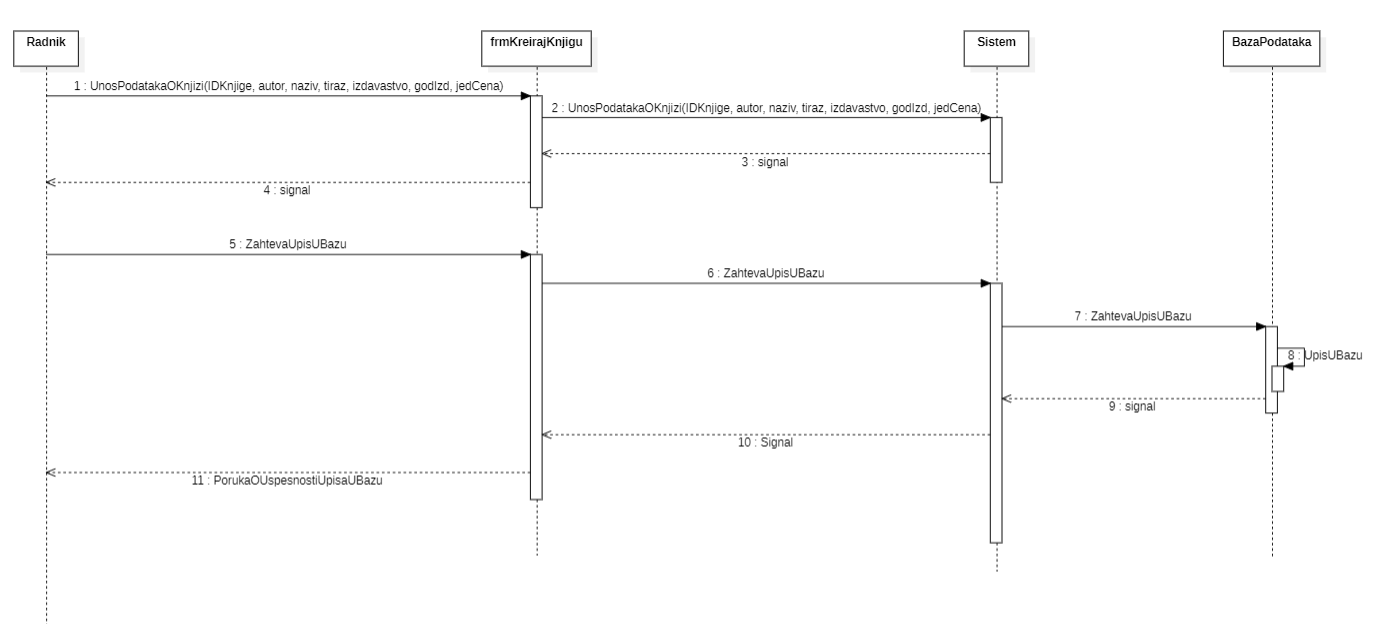 Radnik
frmKreirajKnjigu
Sistem
BazaPodataka
1 : UnosPodatakaOKnjizi(IDKnjige, autor, naziv, tiraz, izdavastvo, godIzd, jedCena)
2 : UnosPodatakaOKnjizi(IDKnjige, autor, naziv, tiraz, izdavastvo, godIzd, jedCena)
3 : signal
4 : signal
5 : ZahtevaUpisUBazu
6 : ZahtevaUpisUBazu
7 : ZahtevaUpisUBazu
8 : UpisUBazu
9 : signal
10 : Signal
11 : PorukaOUspesnostiUpisaUBazu